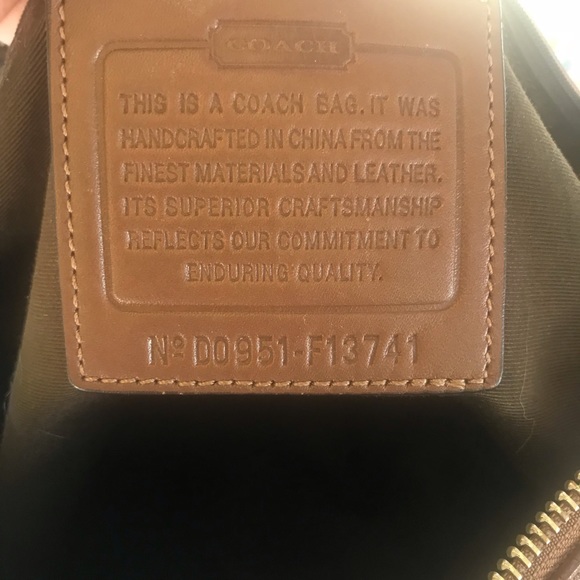 COACH
THIS IS A COACH BAG. IT WAS
HANDCRAFTED IN CHINA FROM THE
FINEST MATERIALS AND LEATHER.
ITS SUPERIOR CRAFTSMANSHIP
REFLECTS OUR COMMITMENT TO
ENDURING QUALITY.
Nº D0951-F13741